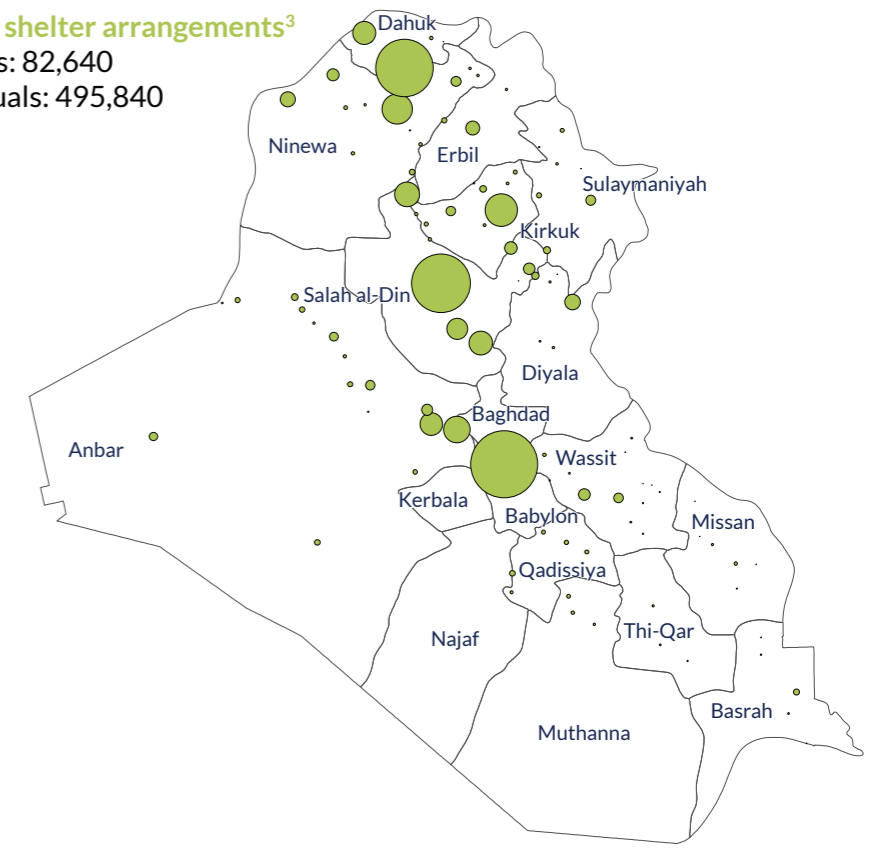 shelter arrangements³
s: 82,640
uals: 495,840
Dahuk
Ninewa
Erbil
Sulaymaniyah
Kirkuk
Salah al-Din
Diyala
Baghdad
Anbar
Wassit
Kerbala
Babylon
Missan
Qadissiya
Najaf
Thi-Qar
Basrah
Muthanna